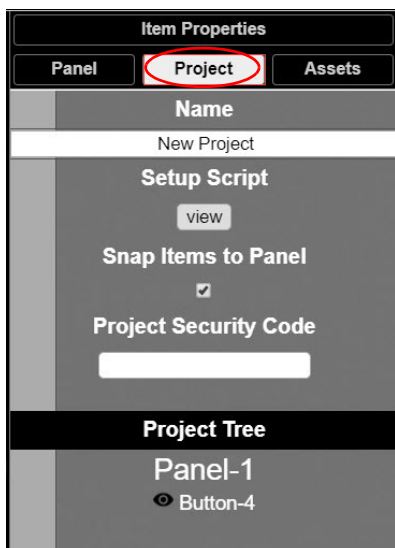 Item Properties
Panel Project Assets
Name
New Project
Setup Script
view
Snap Items to Panel
Project Security Code
Project Tree
Panel-1
Button-4